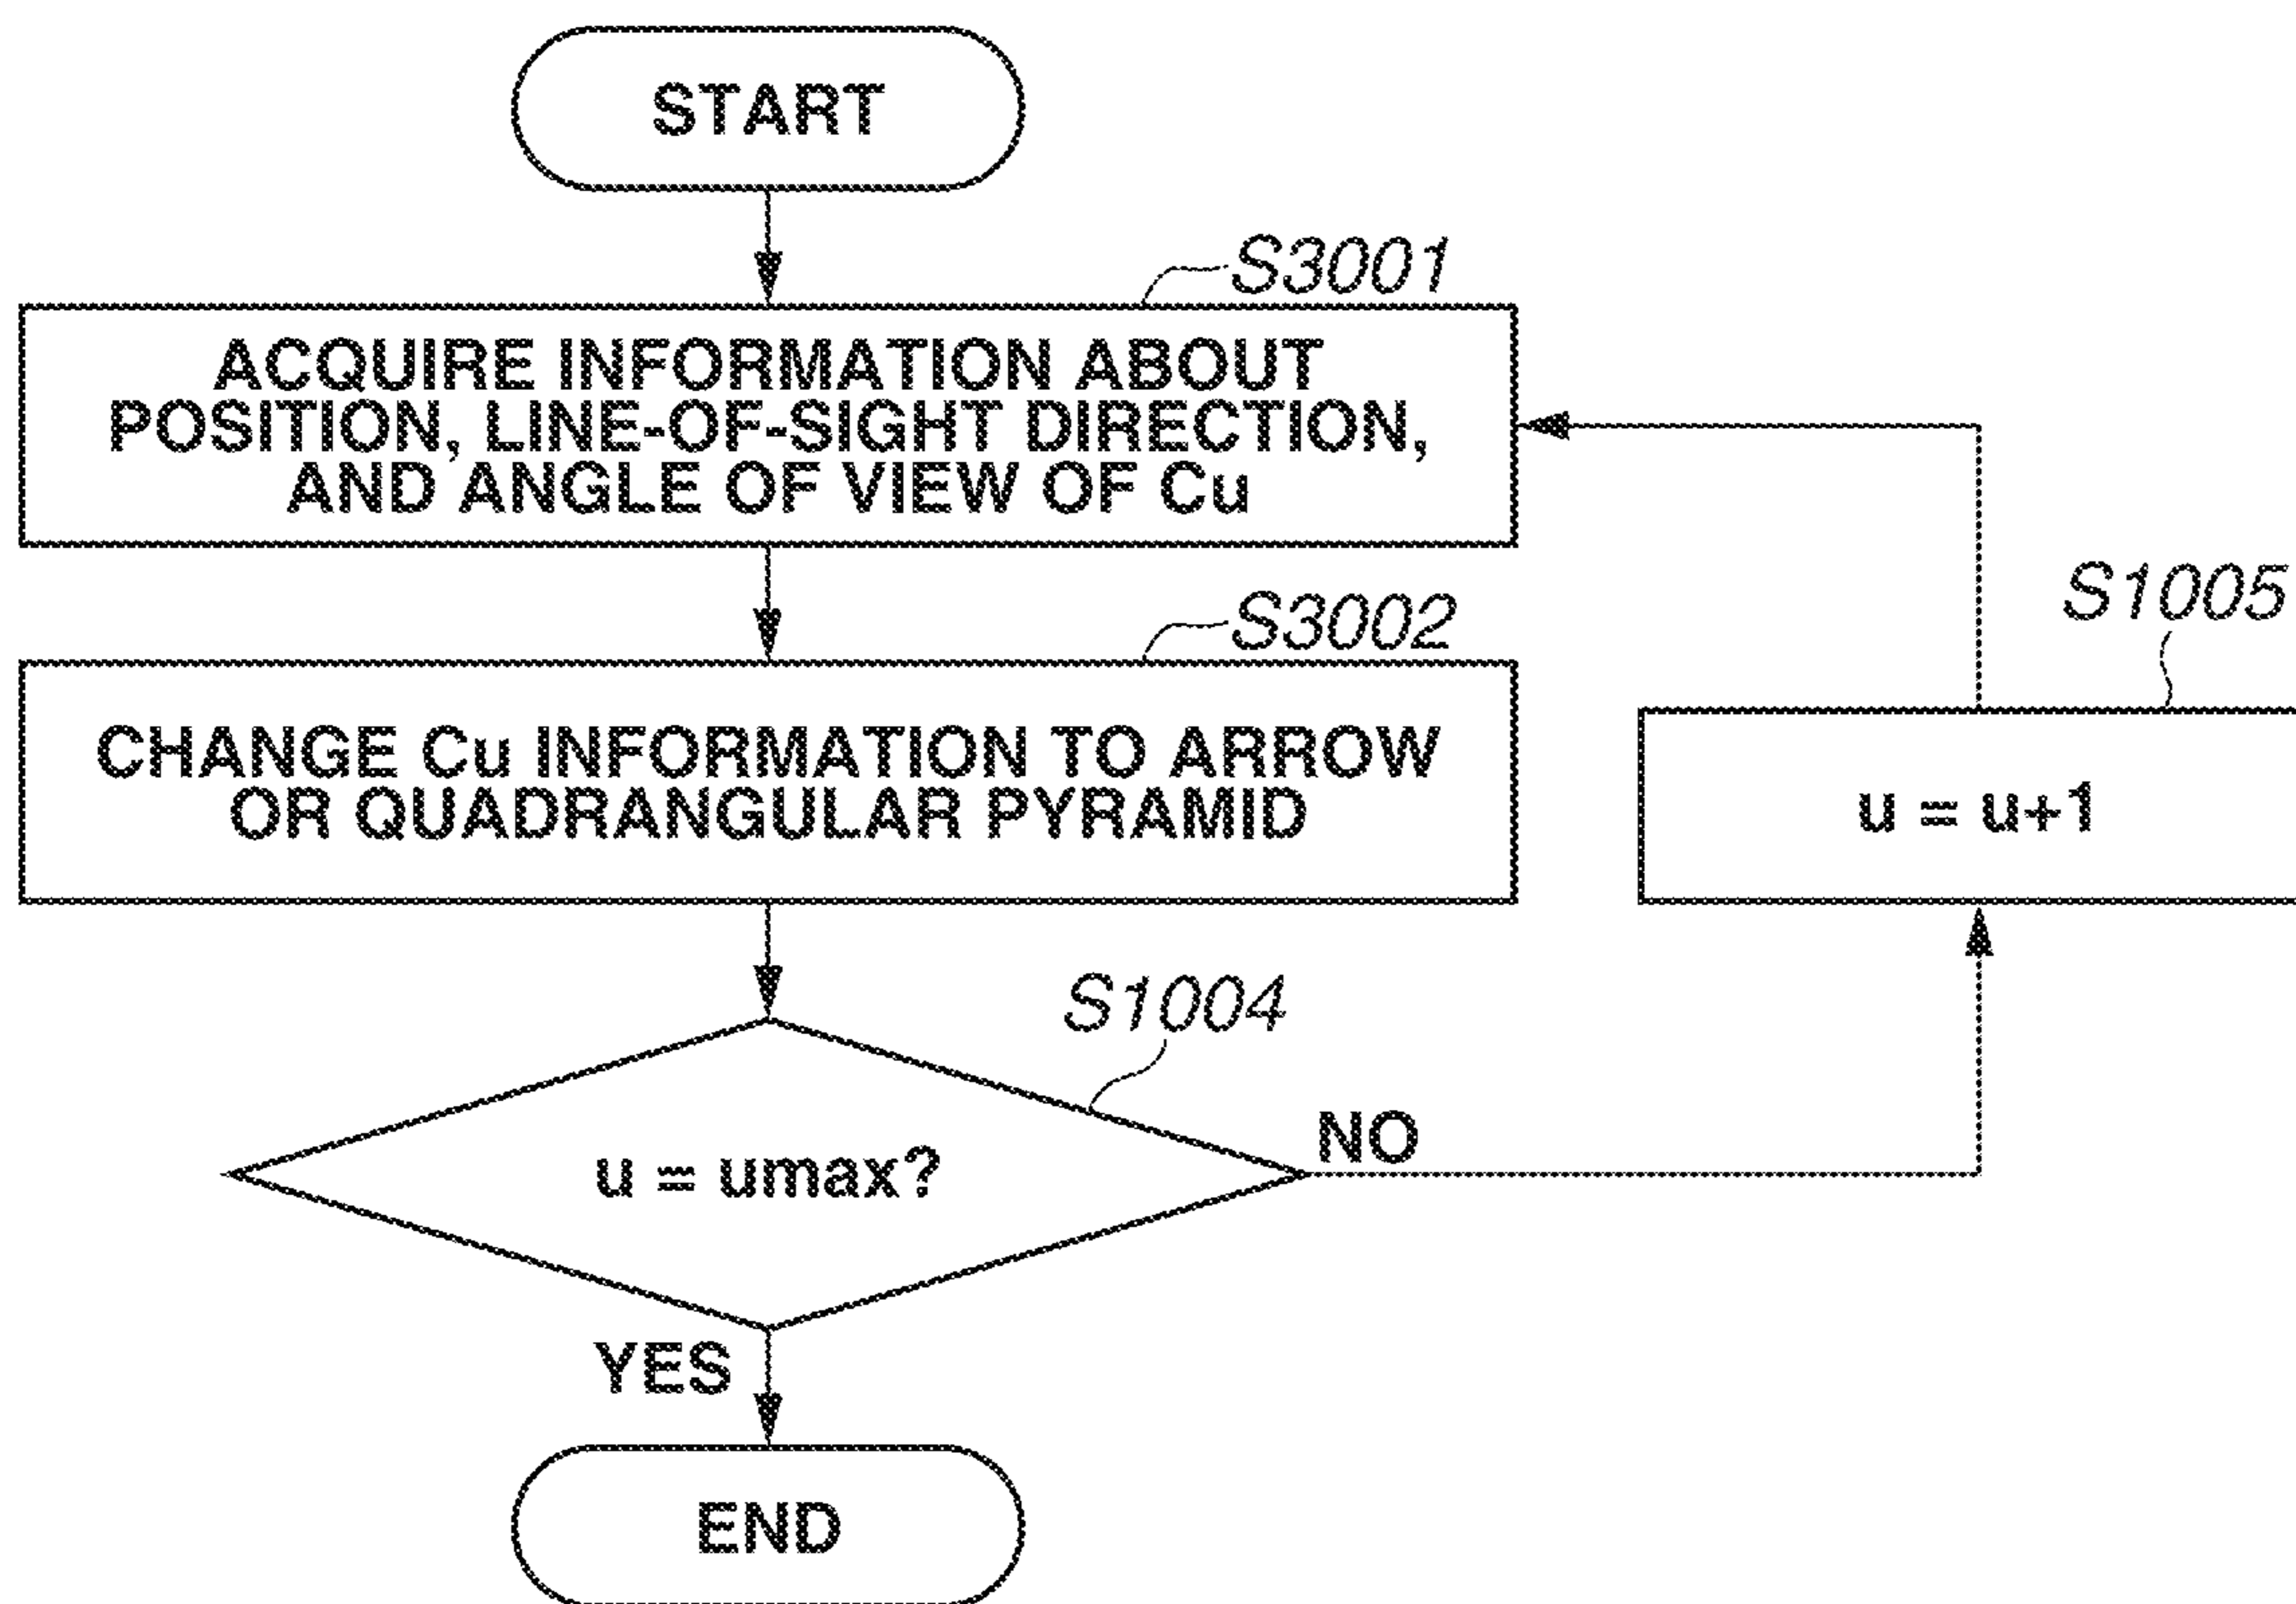 START
S3001
ACQUIRE INFORMATION ABOUT
POSITION, LINE-OF-SIGHT DIRECTION,
AND ANGLE OF VIEW OF Cu
S3002
CHANGE Cu INFORMATION TO ARROW
OR QUADRANGULAR PYRAMID
S1005
u = u+1
S1004
u = umax?
NO
YES
END